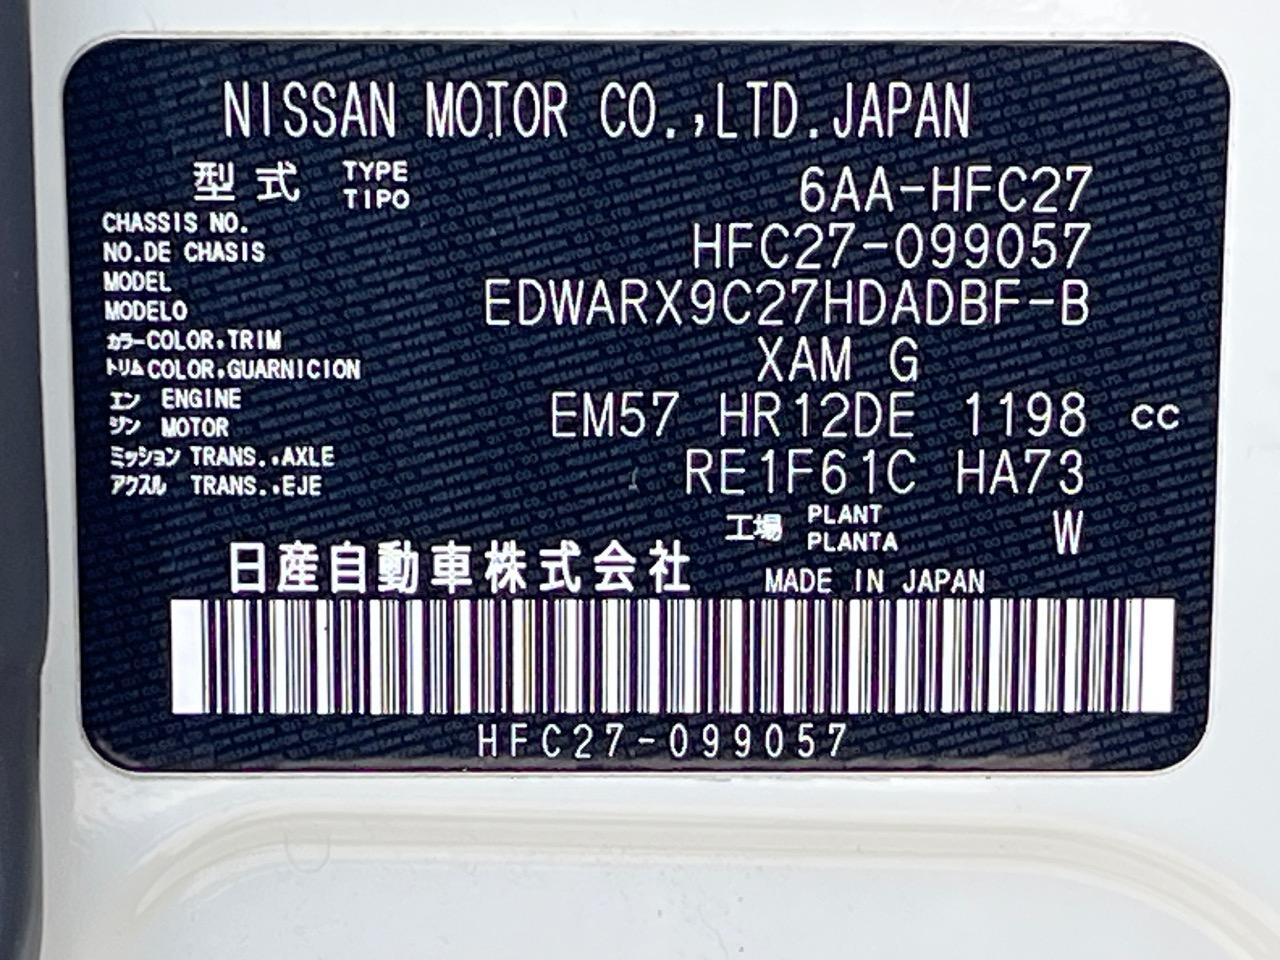 NISSAN MOTOR CO.,LTD.JAPAN
型式 TYPE TIPO 6AA-HFC27
CHASSIS NO.
NO.DE CHASIS HFC27-099057
MODEL
MODELO EDWARX9C27HDADBF-B
カラー COLOR,TRIM
トリム COLOR,GUARNICION XAM G
エン ENGINE
ジン MOTOR EM57 HR12DE 1198 cc
ミッション TRANS.,AXLE
アクスル TRANS.,EJE RE1F61C HA73
工場 PLANT PLANTA W
日産自動車株式会社 MADE IN JAPAN
HFC27-099057